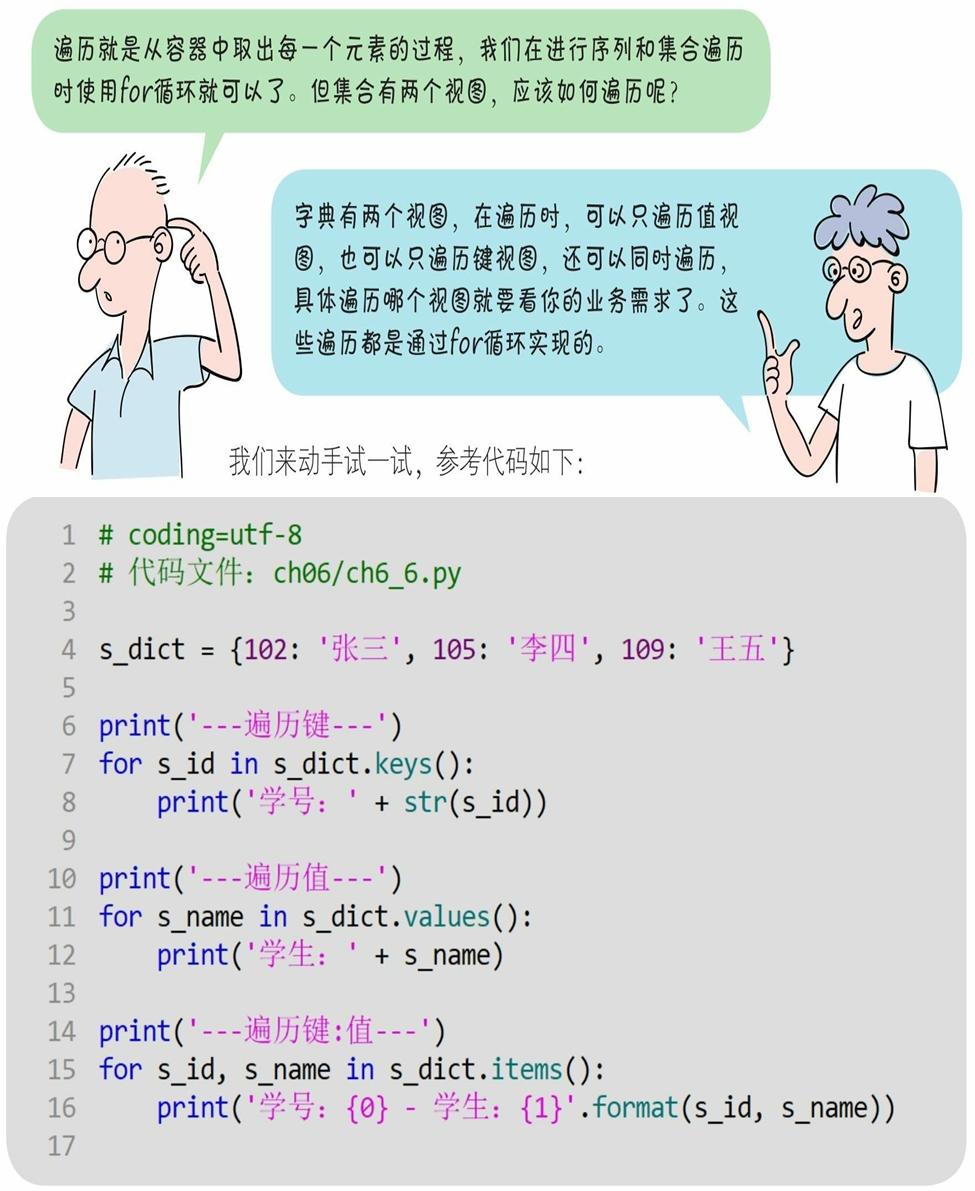 遍历就是从容器中取出每一个元素的过程，我们在进行序列和集合遍历
时使用for循环就可以了。但集合有两个视图，应该如何遍历呢？
字典有两个视图，在遍历时，可以只遍历值视
图，也可以只遍历键视图，还可以同时遍历，
具体遍历哪个视图就要看你的业务需求了。这
些遍历都是通过for循环实现的。
我们来动手试一试，参考代码如下：
1 # coding=utf-8
2 # 代码文件：ch06/ch6_6.py
3
4 s_dict = {102: '张三', 105: '李四', 109: '王五'}
5
6 print('---遍历键---')
7 for s_id in s_dict.keys():
8     print('学号：' + str(s_id))
9
10 print('---遍历值---')
11 for s_name in s_dict.values():
12     print('学生：' + s_name)
13
14 print('---遍历键:值---')
15 for s_id, s_name in s_dict.items():
16     print('学号：{0} - 学生：{1}'.format(s_id, s_name))
17